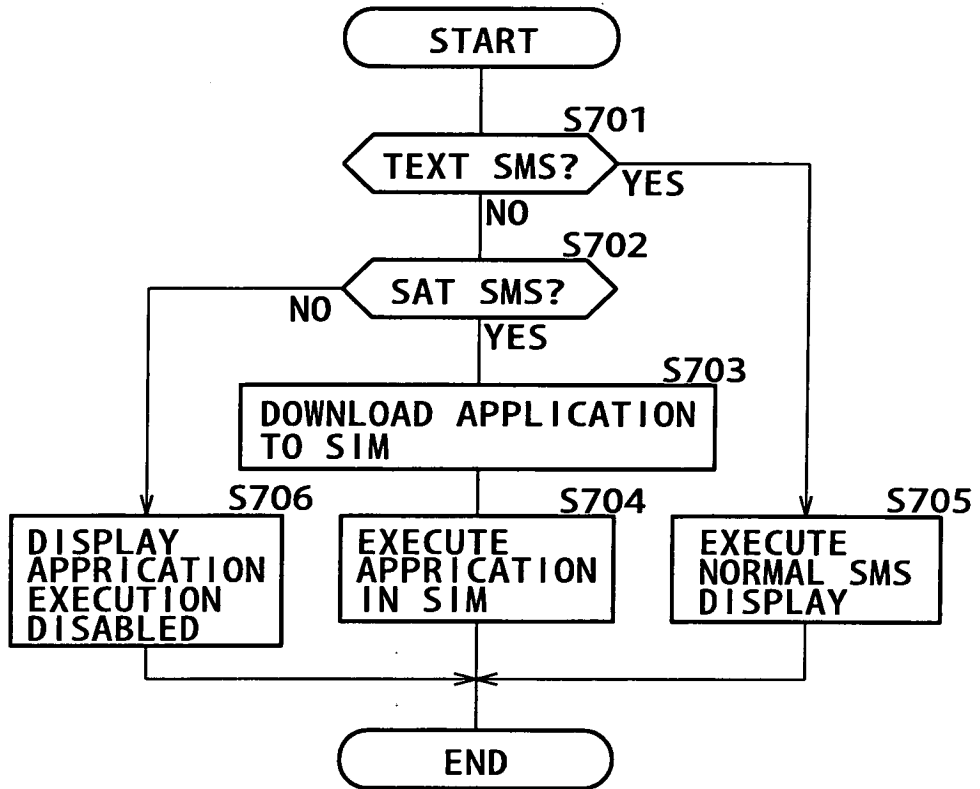 START
S701
TEXT SMS?
YES
NO
S702
SAT SMS?
NO
YES
S703
DOWNLOAD APPLICATION
TO SIM
S706
DISPLAY
APPRICATION
EXECUTION
DISABLED
S704
EXECUTE
APPRICATION
IN SIM
S705
EXECUTE
NORMAL SMS
DISPLAY
END